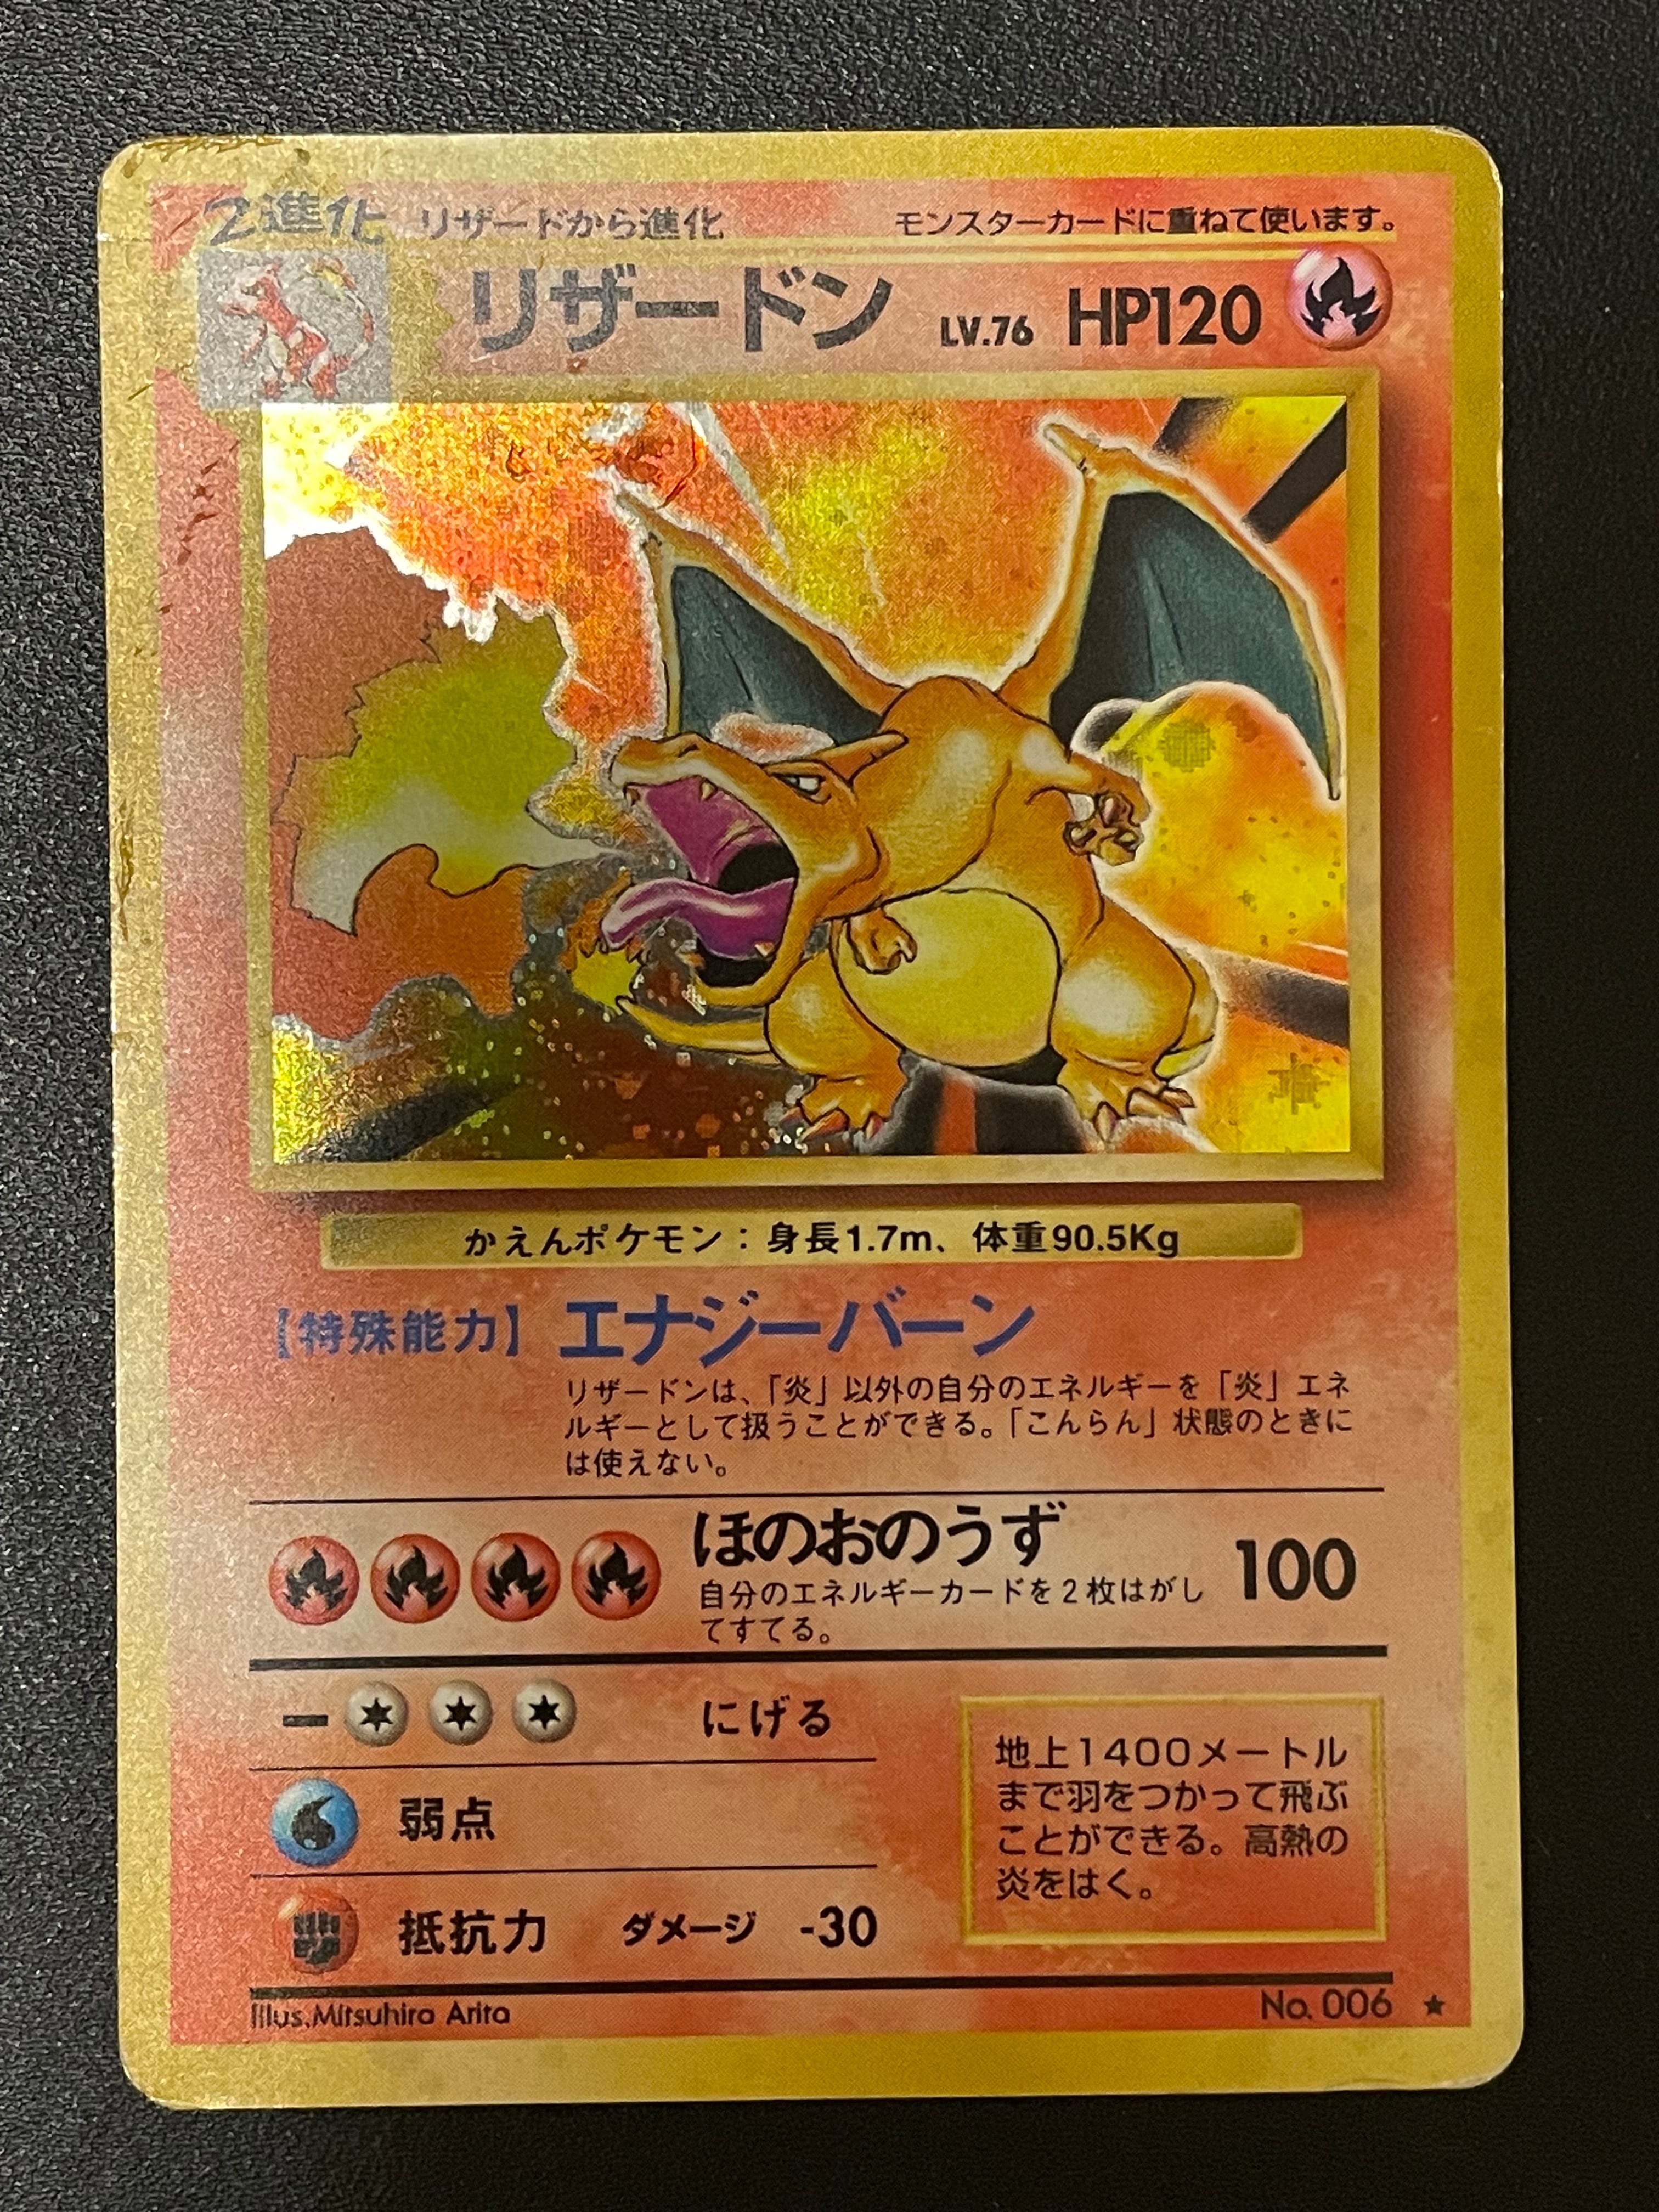 2進化 リザードから進化 モンスターカードに重ねて使います。
リザードン LV.76 HP120
かえんポケモン：身長1.7m、体重90.5Kg
【特殊能力】エナジーバーン
リザードンは、「炎」以外の自分のエネルギーを「炎」エネ
ルギーとして扱うことができる。「こんらん」状態のときに
は使えない。
ほのおのうず 100
自分のエネルギーカードを2枚はがし
てすてる。
ー にげる
弱点
抵抗力 ダメージ -30
地上1400メートル
まで羽をつかって飛ぶ
ことができる。高熱の
炎をはく。
Illus.Mitsuhiro Arita No. 006 ★